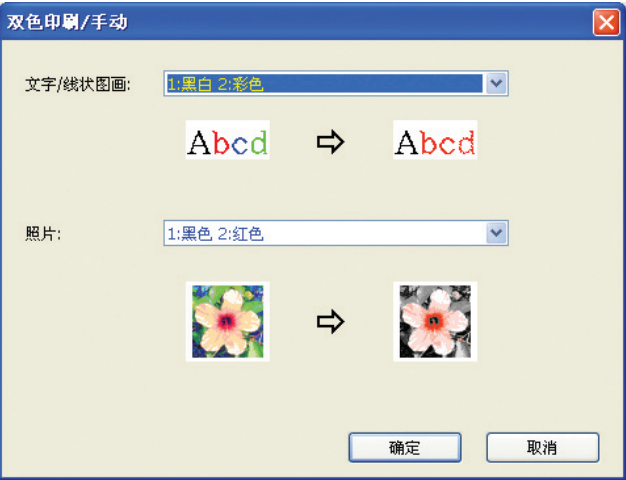 双色印刷/手动
文字/线状图画: 1:黑白 2:彩色
Abcd Abcd
照片: 1:黑色 2:红色
确定 取消